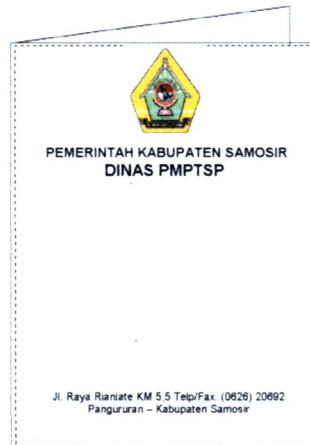 PEMERINTAH KABUPATEN SAMOSIR
DINAS PMPTSP
Jl. Raya Rianiate KM 5,5 Telp/Fax. (0626) 20692
Pangururan – Kabupaten Samosir